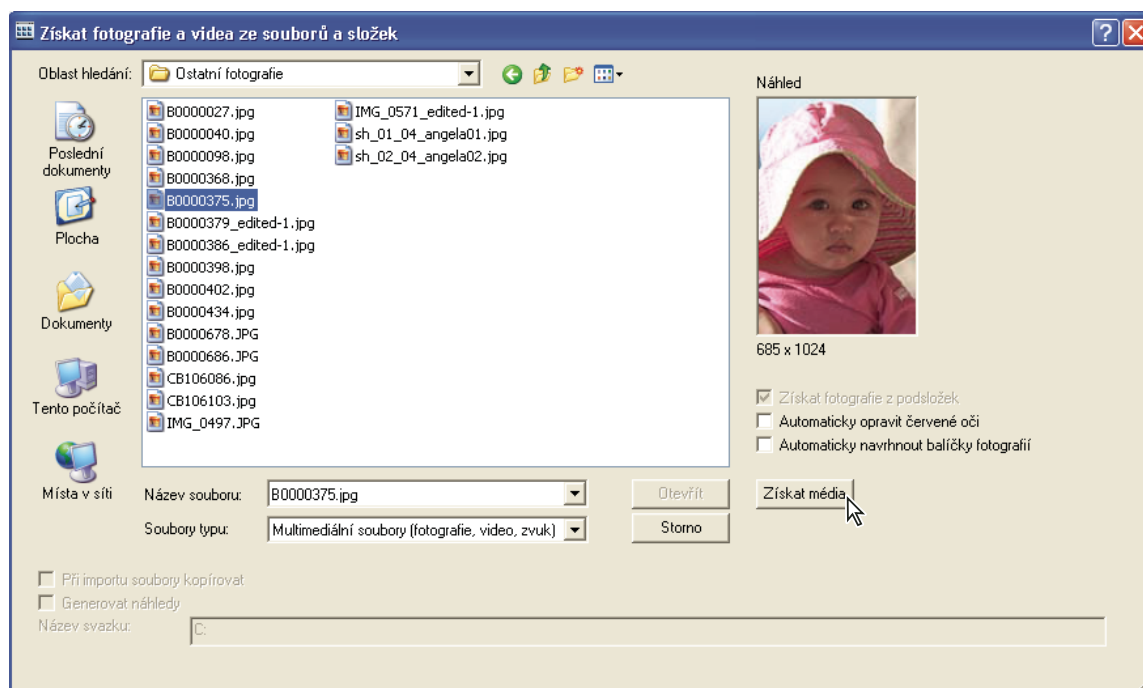 Získat fotografie a videa ze souborů a složek
Oblast hledání: Ostatní fotografie
Poslední
dokumenty
Plocha
Dokumenty
Tento počítač
Místa v síti
B0000027.jpg
B0000040.jpg
B0000098.jpg
B0000368.jpg
B0000375.jpg
B0000379_edited-1.jpg
B0000386_edited-1.jpg
B0000398.jpg
B0000402.jpg
B0000434.jpg
B0000678.JPG
B0000686.JPG
CB106086.jpg
CB106103.jpg
IMG_0497.JPG
IMG_0571_edited-1.jpg
sh_01_04_angela01.jpg
sh_02_04_angela02.jpg
Náhled
685 x 1024
Získat fotografie z podsložek
Automaticky opravit červené oči
Automaticky navrhnout balíčky fotografií
Název souboru: B0000375.jpg Otevřít Získat média
Soubory typu: Multimediální soubory (fotografie, video, zvuk) Storno
Při importu soubory kopírovat
Generovat náhledy
Název svazku: C: